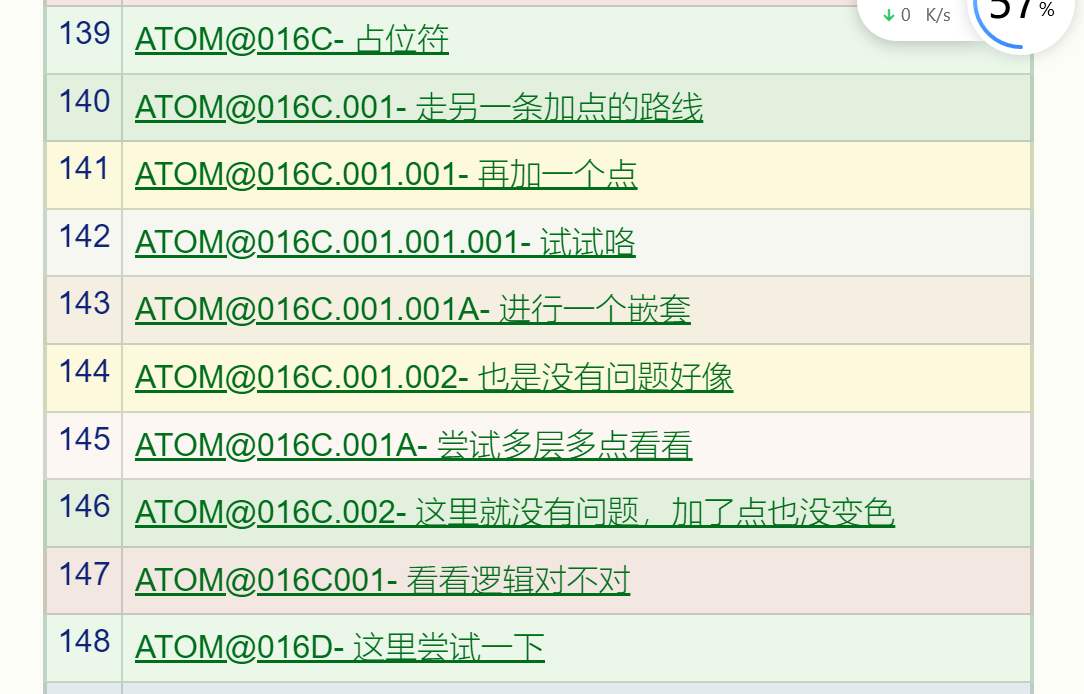 57%
0 K/s
139 ATOM@016C- 占位符
140 ATOM@016C.001- 走另一条加点的路线
141 ATOM@016C.001.001- 再加一个点
142 ATOM@016C.001.001.001- 试试咯
143 ATOM@016C.001.001A- 进行一个嵌套
144 ATOM@016C.001.002- 也是没有问题好像
145 ATOM@016C.001A- 尝试多层多点看看
146 ATOM@016C.002- 这里就没有问题，加了点也没变色
147 ATOM@016C001- 看看逻辑对不对
148 ATOM@016D- 这里尝试一下